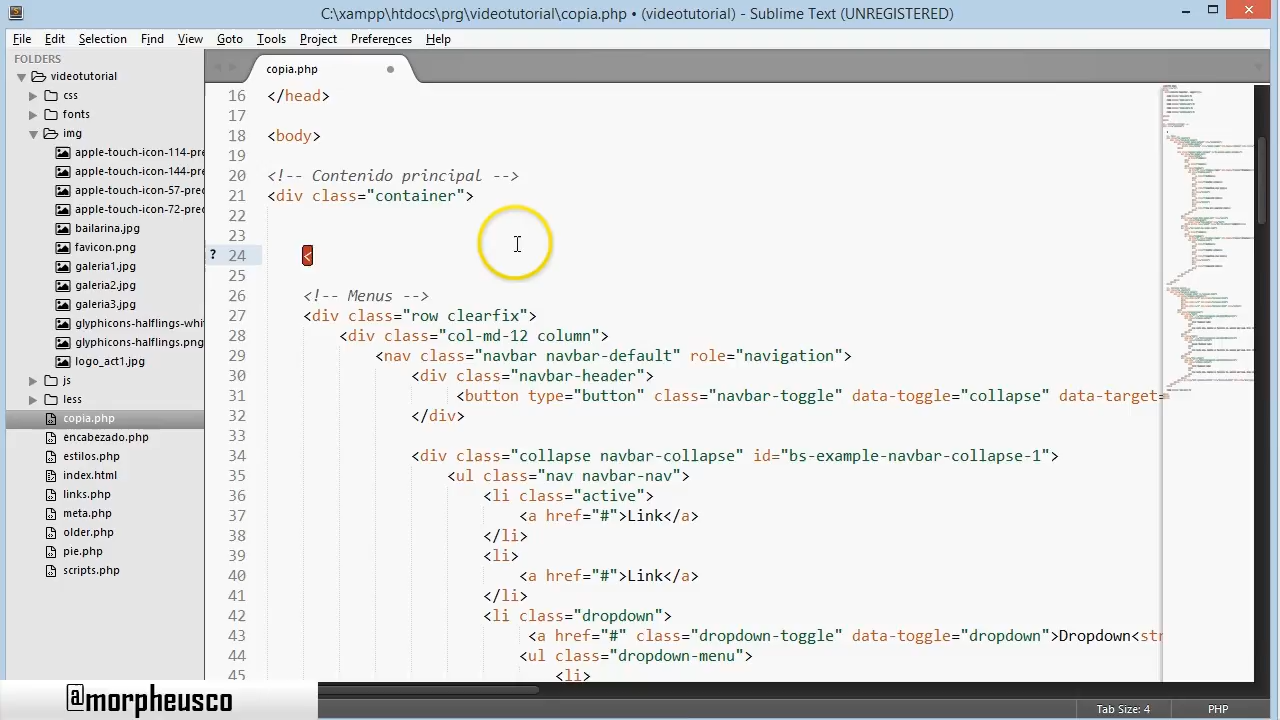 C:\xampp\htdocs\prg\videotutorial\copia.php • (videotutorial) - Sublime Text (UNREGISTERED)
File Edit Selection Find View Goto Tools Project Preferences Help
FOLDERS
videotutorial
css
fonts
img
apple-touch-icon-114-pre
apple-touch-icon-144-pre
apple-touch-icon-57-prec
apple-touch-icon-72-prec
favicon.png
galeria1.jpg
galeria2.jpg
galeria3.jpg
glyphicons-halflings-whi
glyphicons-halflings.png
logo_act1.jpg
js
less
copia.php
encabezado.php
estilos.php
index.html
links.php
meta.php
older.php
pie.php
scripts.php
copia.php
16 </head>
17
18 <body>
19
20 <!-- Contenido principal -->
21 <div class="container">
22
23
? 24 <
25
26 <!-- Menus -->
27 <div class="row clearfix">
28 <div class="col-md-12 column">
29 <nav class="navbar navbar-default" role="navigation">
30 <div class="navbar-header">
31 <button type="button" class="navbar-toggle" data-toggle="collapse" data-target=
32 </div>
33
34 <div class="collapse navbar-collapse" id="bs-example-navbar-collapse-1">
35 <ul class="nav navbar-nav">
36 <li class="active">
37 <a href="#">Link</a>
38 </li>
39 <li>
40 <a href="#">Link</a>
41 </li>
42 <li class="dropdown">
43 <a href="#" class="dropdown-toggle" data-toggle="dropdown">Dropdown<str
44 <ul class="dropdown-menu">
45 <li>
@morpheusco
Tab Size: 4 PHP